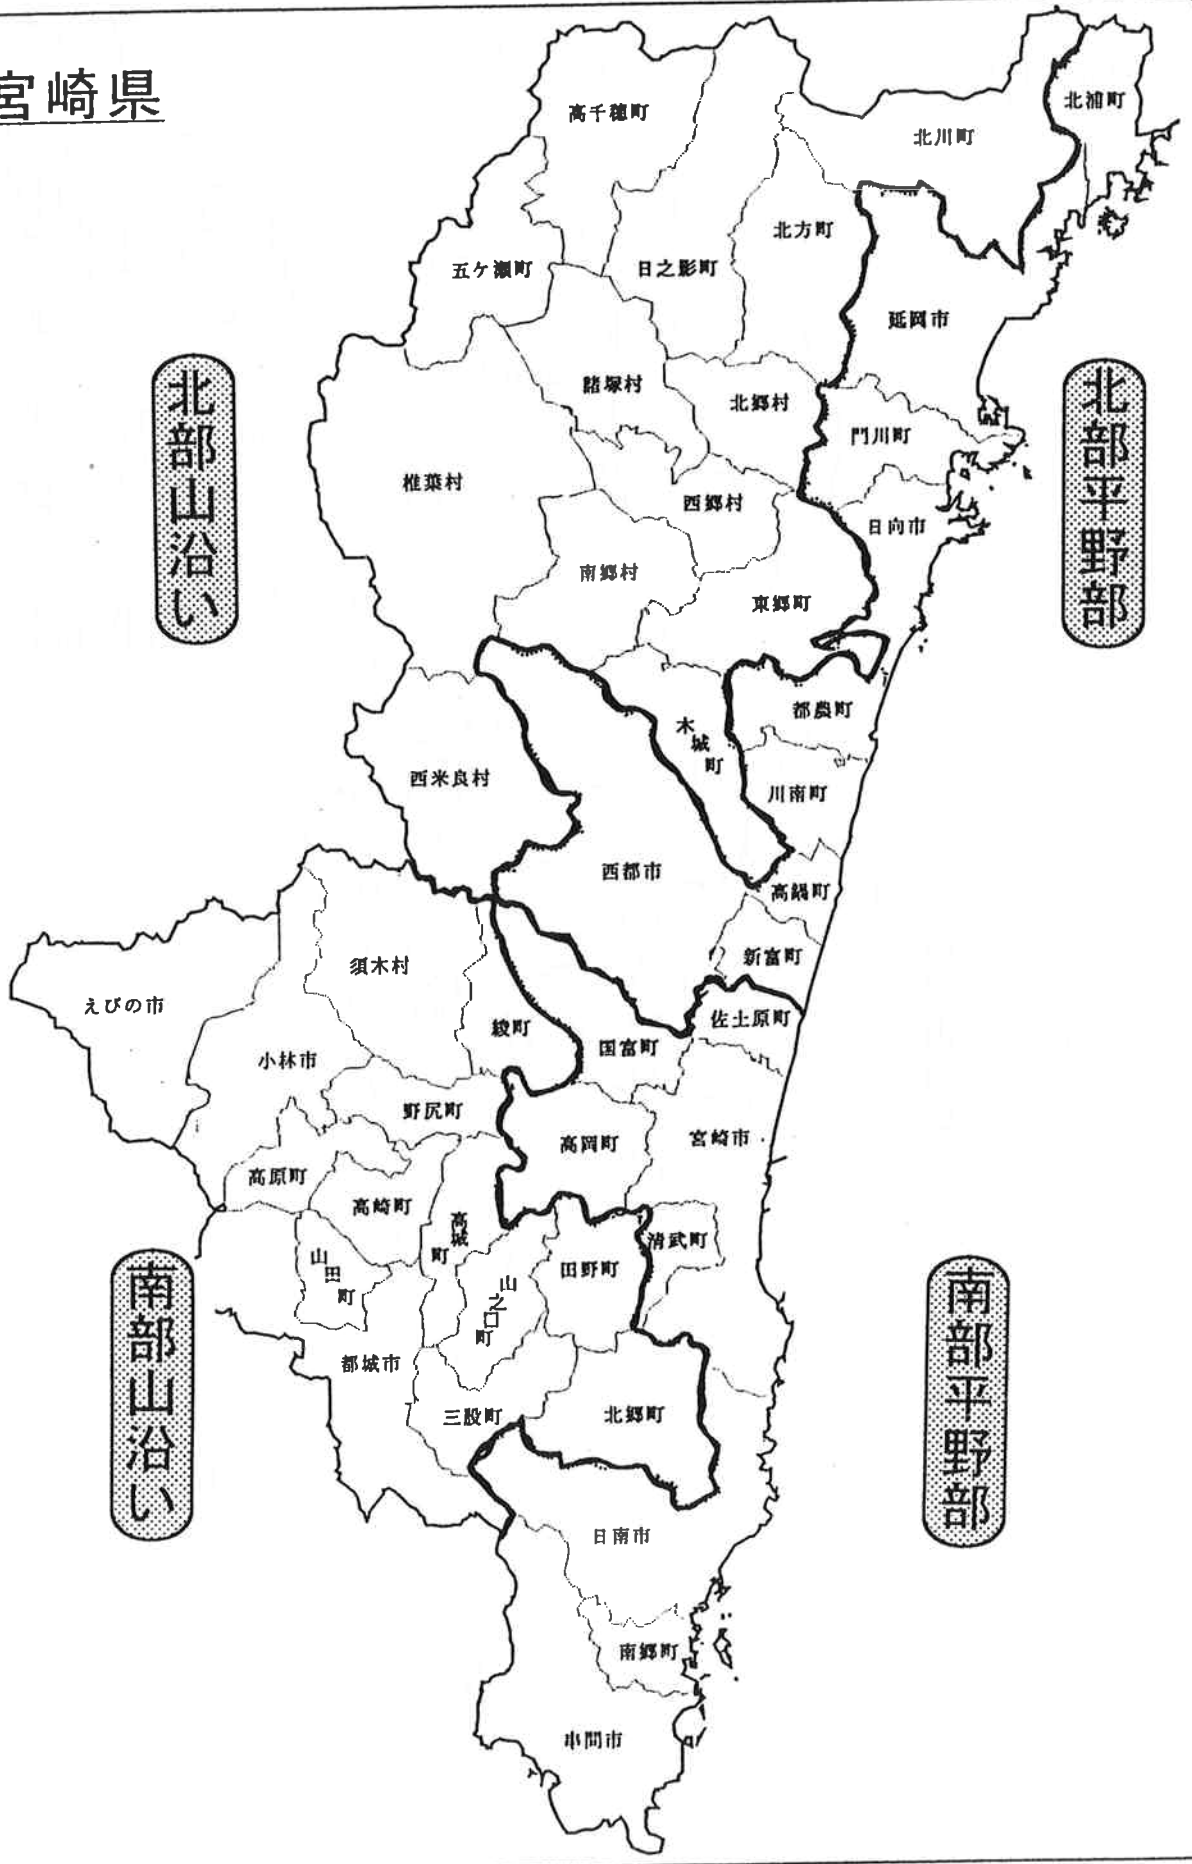 宮崎県
高千穂町
北浦町
北川町
北方町
五ケ瀬町
日之影町
延岡市
諸塚村
北郷村
門川町
北部山沿い
北部平野部
椎葉村
西郷村
日向市
南郷村
東郷町
都農町
木城町
西米良村
川南町
西都市
高鍋町
新富町
須木村
えびの市
綾町
佐土原町
国富町
小林市
野尻町
高岡町
宮崎市
高原町
高崎町
高城町
清武町
山田町
山之口町
田野町
南部山沿い
南部平野部
都城市
三股町
北郷町
日南市
南郷町
串間市